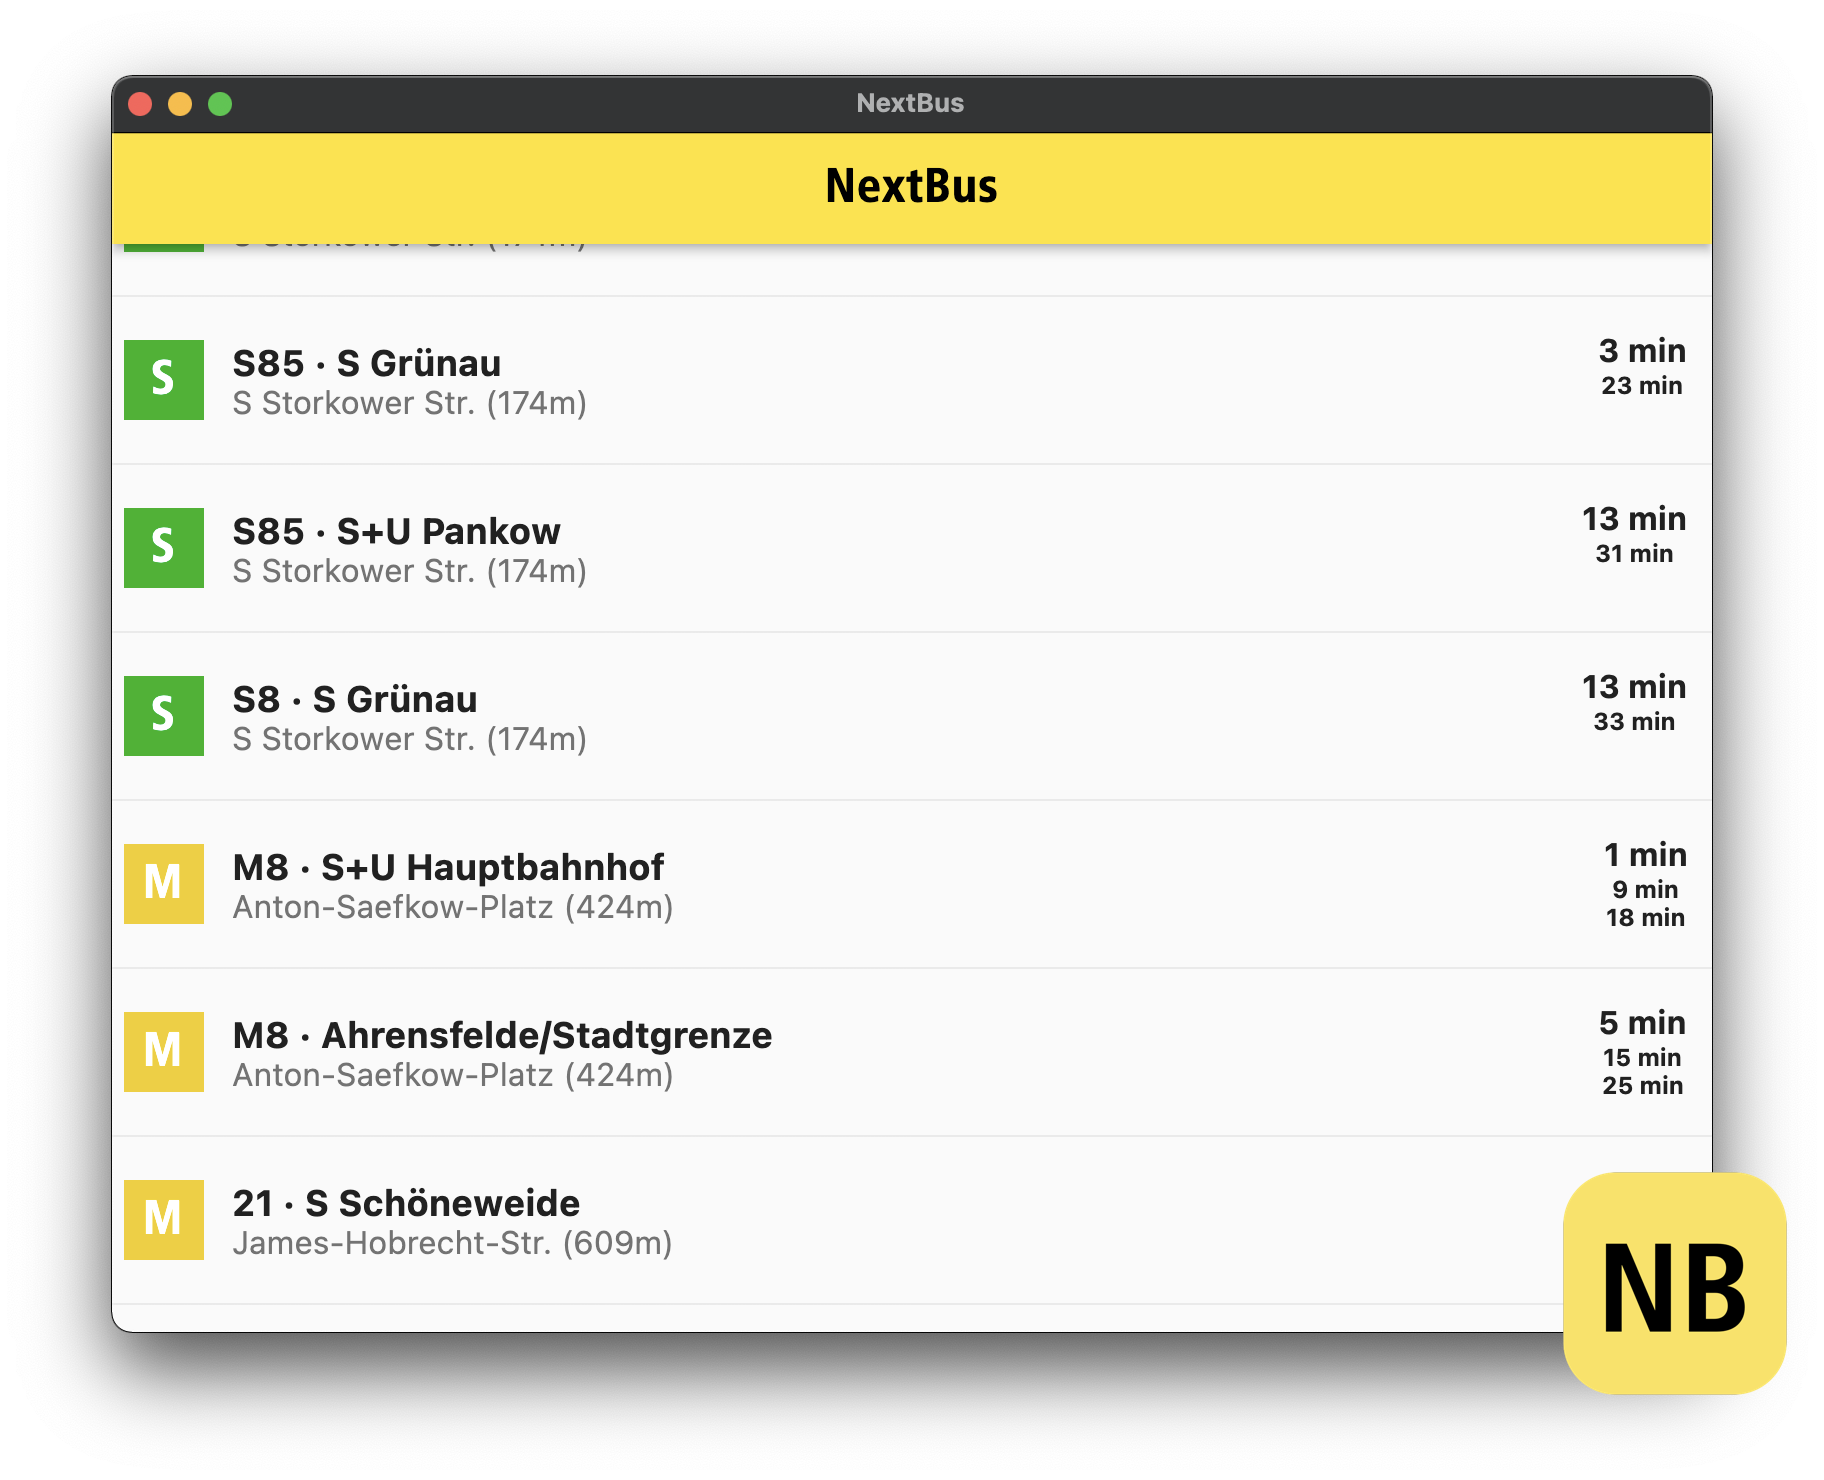 NextBus
NextBus
S Storkower Str. (174m)
S
S85 · S Grünau
S Storkower Str. (174m)
3 min
23 min
S
S85 · S+U Pankow
S Storkower Str. (174m)
13 min
31 min
S
S8 · S Grünau
S Storkower Str. (174m)
13 min
33 min
M
M8 · S+U Hauptbahnhof
Anton-Saefkow-Platz (424m)
1 min
9 min
18 min
M
M8 · Ahrensfelde/Stadtgrenze
Anton-Saefkow-Platz (424m)
5 min
15 min
25 min
M
21 · S Schöneweide
James-Hobrecht-Str. (609m)
NB